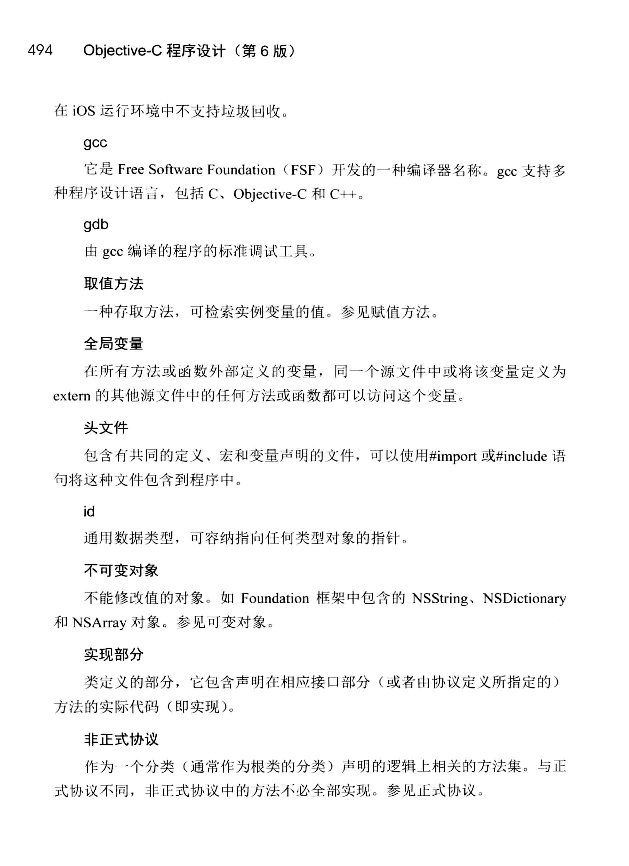 494 Objective-C 程序设计（第 6 版）
在 iOS 运行环境中不支持垃圾回收。
gcc
它是 Free Software Foundation（FSF）开发的一种编译器名称。gcc 支持多
种程序设计语言，包括 C、Objective-C 和 C++。
gdb
由 gcc 编译的程序的标准调试工具。
取值方法
一种存取方法，可检索实例变量的值。参见赋值方法。
全局变量
在所有方法或函数外部定义的变量，同一个源文件中或将该变量定义为
extern 的其他源文件中的任何方法或函数都可以访问这个变量。
头文件
包含有共同的定义、宏和变量声明的文件，可以使用#import 或#include 语
句将这种文件包含到程序中。
id
通用数据类型，可容纳指向任何类型对象的指针。
不可变对象
不能修改值的对象。如 Foundation 框架中包含的 NSString、NSDictionary
和 NSArray 对象。参见可变对象。
实现部分
类定义的部分，它包含声明在相应接口部分（或者由协议定义所指定的）
方法的实际代码（即实现）。
非正式协议
作为一个分类（通常作为根类的分类）声明的逻辑上相关的方法集。与正
式协议不同，非正式协议中的方法不必全部实现。参见正式协议。